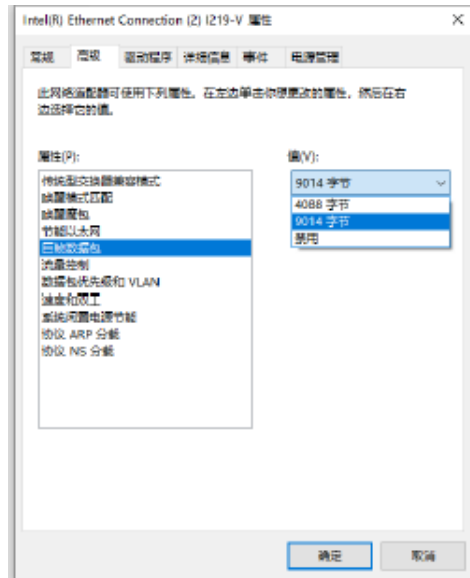 Intel(R) Ethernet Connection (2) I219-V 属性
常规 高级 驱动程序 详细信息 事件 电源管理
此网络适配器可使用下列属性。在左边单击你想更改的属性，然后在右
边选择它的值。
属性(P):
值(V):
传统型交换器兼容模式
唤醒模式匹配
唤醒魔包
节能以太网
巨帧数据包
流量控制
数据包优先级和 VLAN
速度和双工
系统闲置电源节能
协议 ARP 分载
协议 NS 分载
9014 字节
4088 字节
9014 字节
禁用
确定
取消